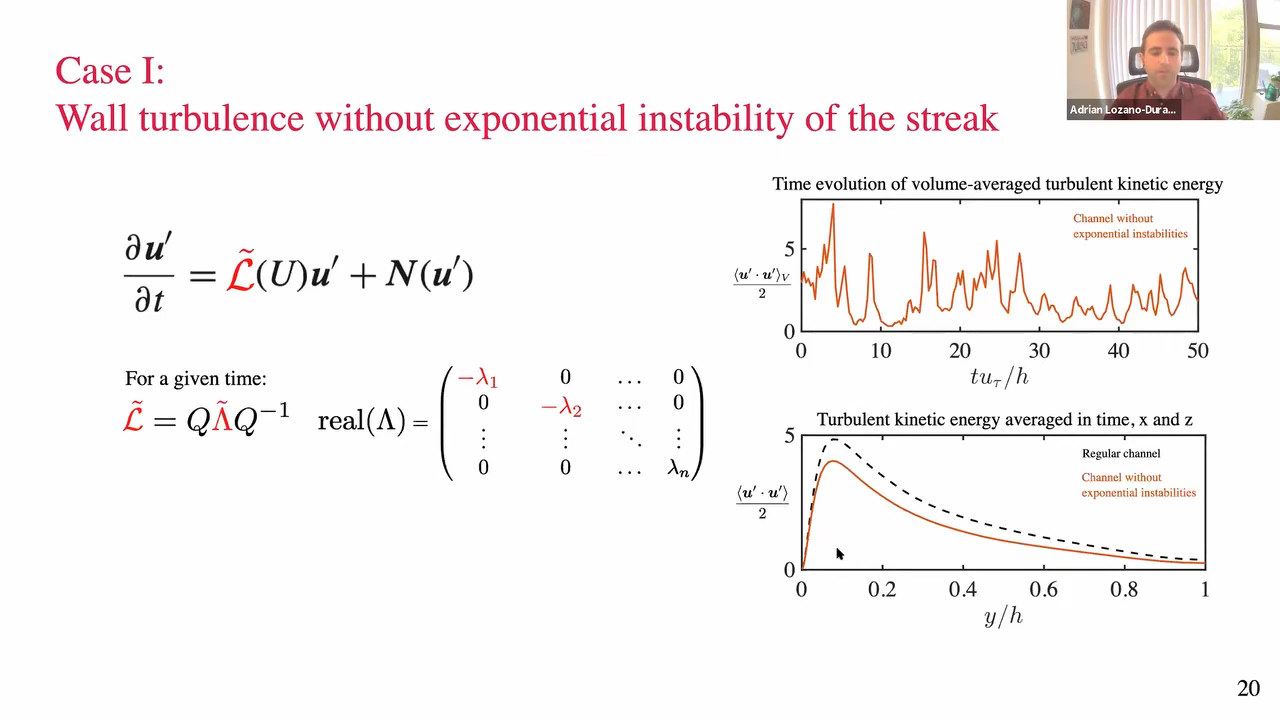 Adrian Lozano-Dura...
Case I:
Wall turbulence without exponential instability of the streak
∂u′/∂t = ℒ̃(U)u′ + N(u′)
For a given time:
ℒ̃ = QΛ̃Q⁻¹ real(Λ) =
−λ₁ 0 … 0
0 −λ₂ … 0
⋮ ⋮ ⋱ ⋮
0 0 … λₙ
Time evolution of volume-averaged turbulent kinetic energy
Channel without
exponential instabilities
5
⟨u′ · u′⟩V
2
0
0 10 20 30 40 50
tuτ/h
Turbulent kinetic energy averaged in time, x and z
5
Regular channel
Channel without
exponential instabilities
⟨u′ · u′⟩
2
0
0 0.2 0.4 0.6 0.8 1
y/h
20